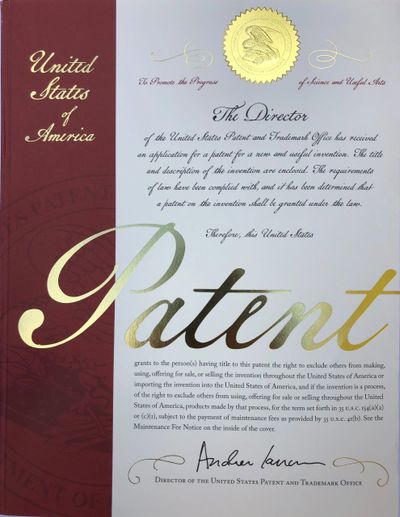 United
States
of
America
To Promote the Progress
of Science and Useful Arts
The Director
of the United States Patent and Trademark Office has received
an application for a patent for a new and useful invention. The title
and description of the invention are enclosed. The requirements
of law have been complied with, and it has been determined that
a patent on the invention shall be granted under the law.
Therefore, this United States
Patent
grants to the person(s) having title to this patent the right to exclude others from making,
using, offering for sale, or selling the invention throughout the United States of America or
importing the invention into the United States of America, and if the invention is a process,
of the right to exclude others from using, offering for sale or selling throughout the United
States of America, products made by that process, for the term set forth in 35 U.S.C. 154(a)(2)
or (c)(1), subject to the payment of maintenance fees as provided by 35 U.S.C. 41(b). See the
Maintenance Fee Notice on the inside of the cover.
Director of the United States Patent and Trademark Office